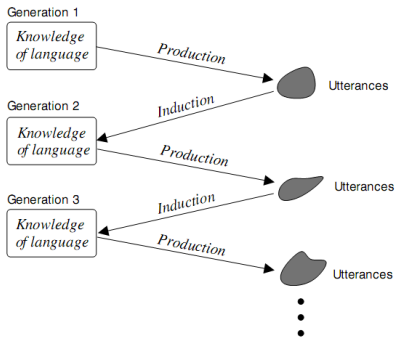 Generation 1
Knowledge
of language
Production
Utterances
Induction
Generation 2
Knowledge
of language
Production
Utterances
Induction
Generation 3
Knowledge
of language
Production
Utterances